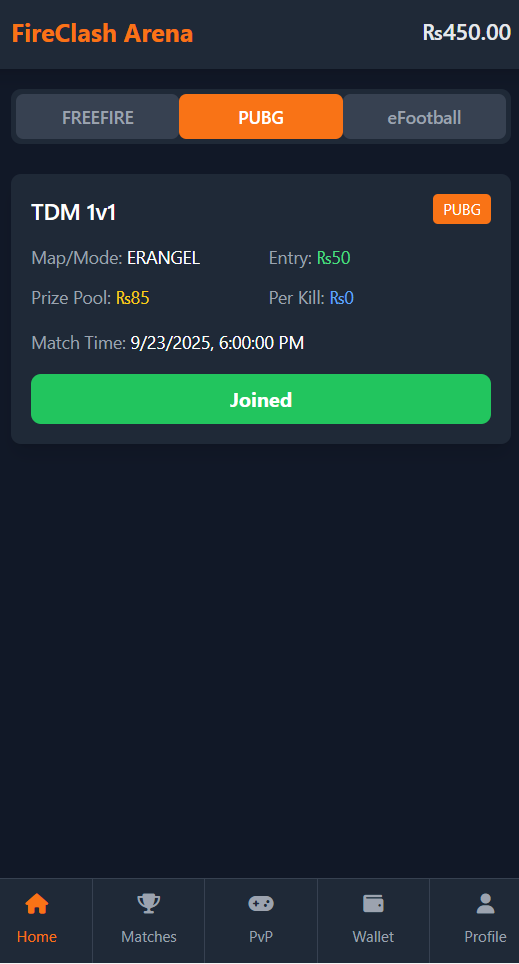 FireClash Arena
₨450.00
FREEFIRE
PUBG
eFootball
TDM 1v1
PUBG
Map/Mode: ERANGEL
Entry: ₨50
Prize Pool: ₨85
Per Kill: ₨0
Match Time: 9/23/2025, 6:00:00 PM
Joined
Home
Matches
PvP
Wallet
Profile